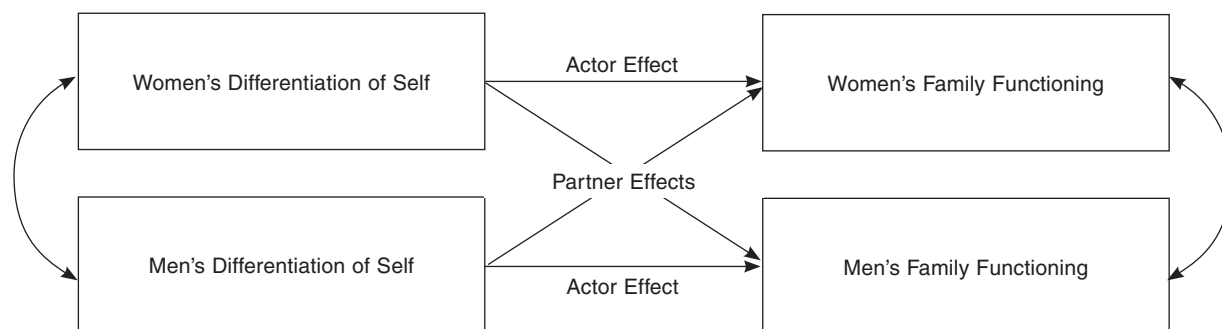 Women’s Differentiation of Self
Actor Effect
Women’s Family Functioning
Partner Effects
Men’s Differentiation of Self
Actor Effect
Men’s Family Functioning